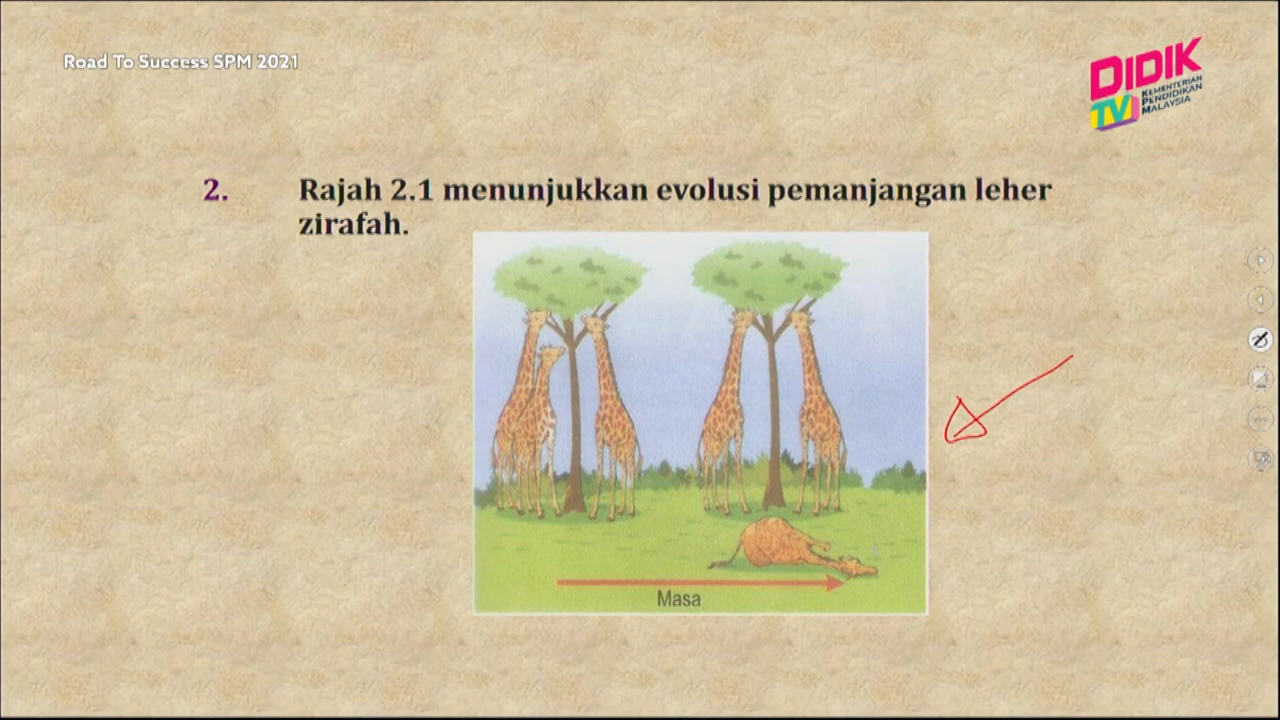 Road To Success SPM 2021
DIDIK
TV
KEMENTERIAN
PENDIDIKAN
MALAYSIA
2. Rajah 2.1 menunjukkan evolusi pemanjangan leher
zirafah.
Masa